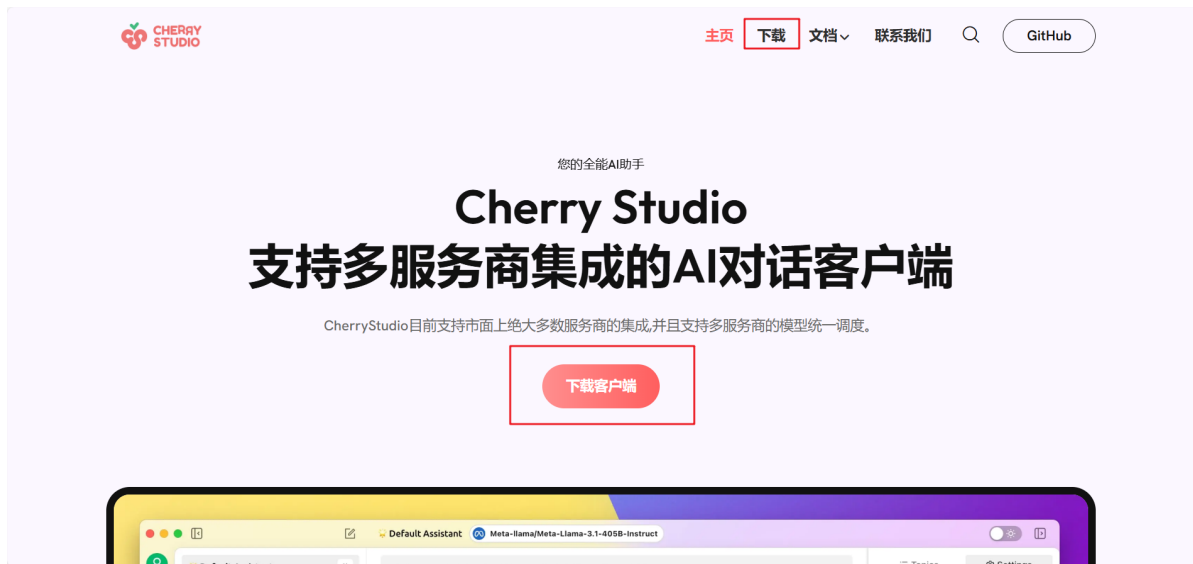 CHERRY
STUDIO
主页 下载 文档 联系我们 GitHub
您的全能AI助手
Cherry Studio
支持多服务商集成的AI对话客户端
CherryStudio目前支持市面上绝大多数服务商的集成,并且支持多服务商的模型统一调度。
下载客户端
Default Assistant Meta-llama/Meta-Llama-3.1-405B-Instruct
Topics Settings